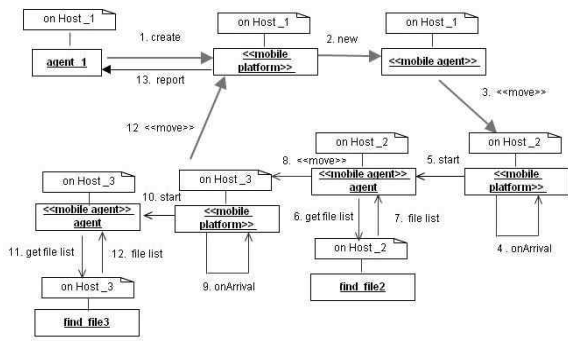 on Host _1
on Host _1
on Host _1
1. create
2. new
agent_1
<<mobile
platform>>
<<mobile agent>>
13. report
3. <<move>>
12 <<move>>
on Host _2
on Host _2
8. <<move>>
5. start
on Host _3
on Host _3
10. start
<<mobile agent>>
agent
<<mobile
platform>>
<<mobile agent>>
agent
<<mobile
platform>>
6. get file list
7. file list
4 . onArrival
11. get file list
12. file list
on Host _2
9. onArrival
on Host _3
find_file2
find_file3